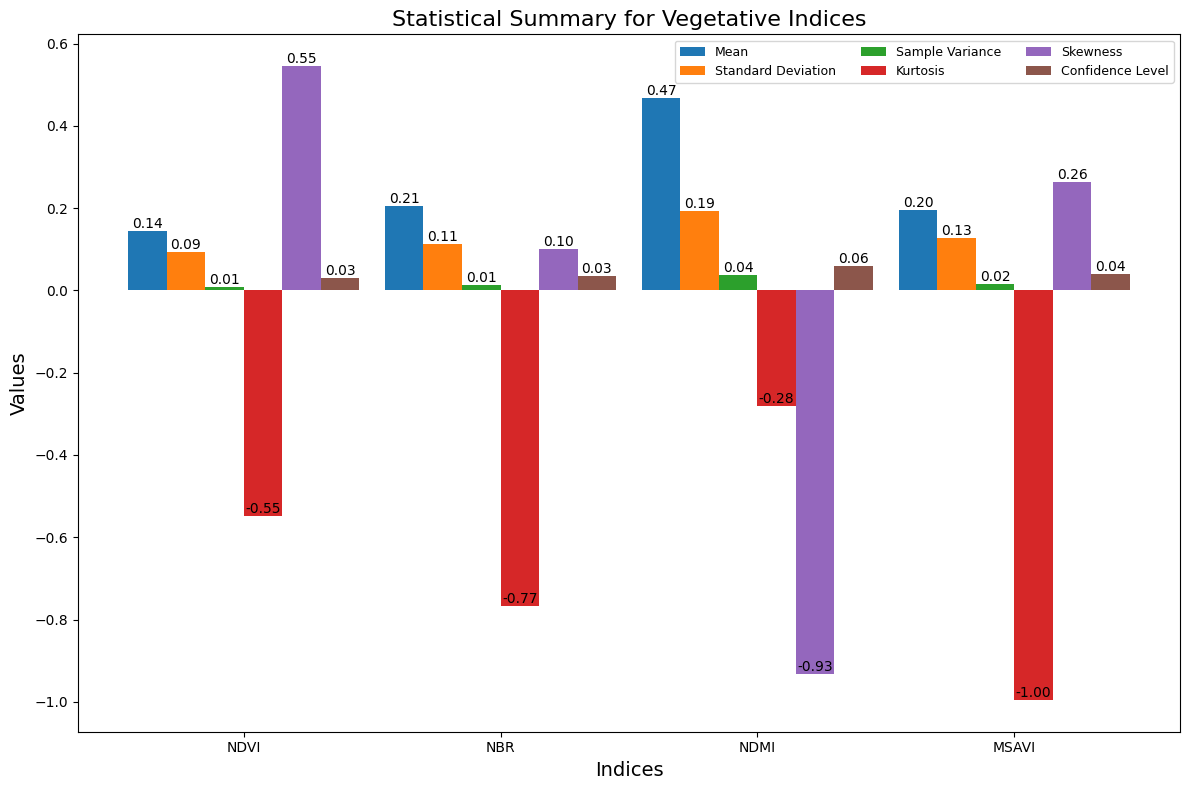 Statistical Summary for Vegetative Indices
Mean
Standard Deviation
Sample Variance
Kurtosis
Skewness
Confidence Level
Values
0.6
0.4
0.2
0.0
−0.2
−0.4
−0.6
−0.8
−1.0
0.14
0.09
0.01
-0.55
0.55
0.03
0.21
0.11
0.01
-0.77
0.10
0.03
0.47
0.19
0.04
-0.28
-0.93
0.06
0.20
0.13
0.02
-1.00
0.26
0.04
NDVI
NBR
NDMI
MSAVI
Indices